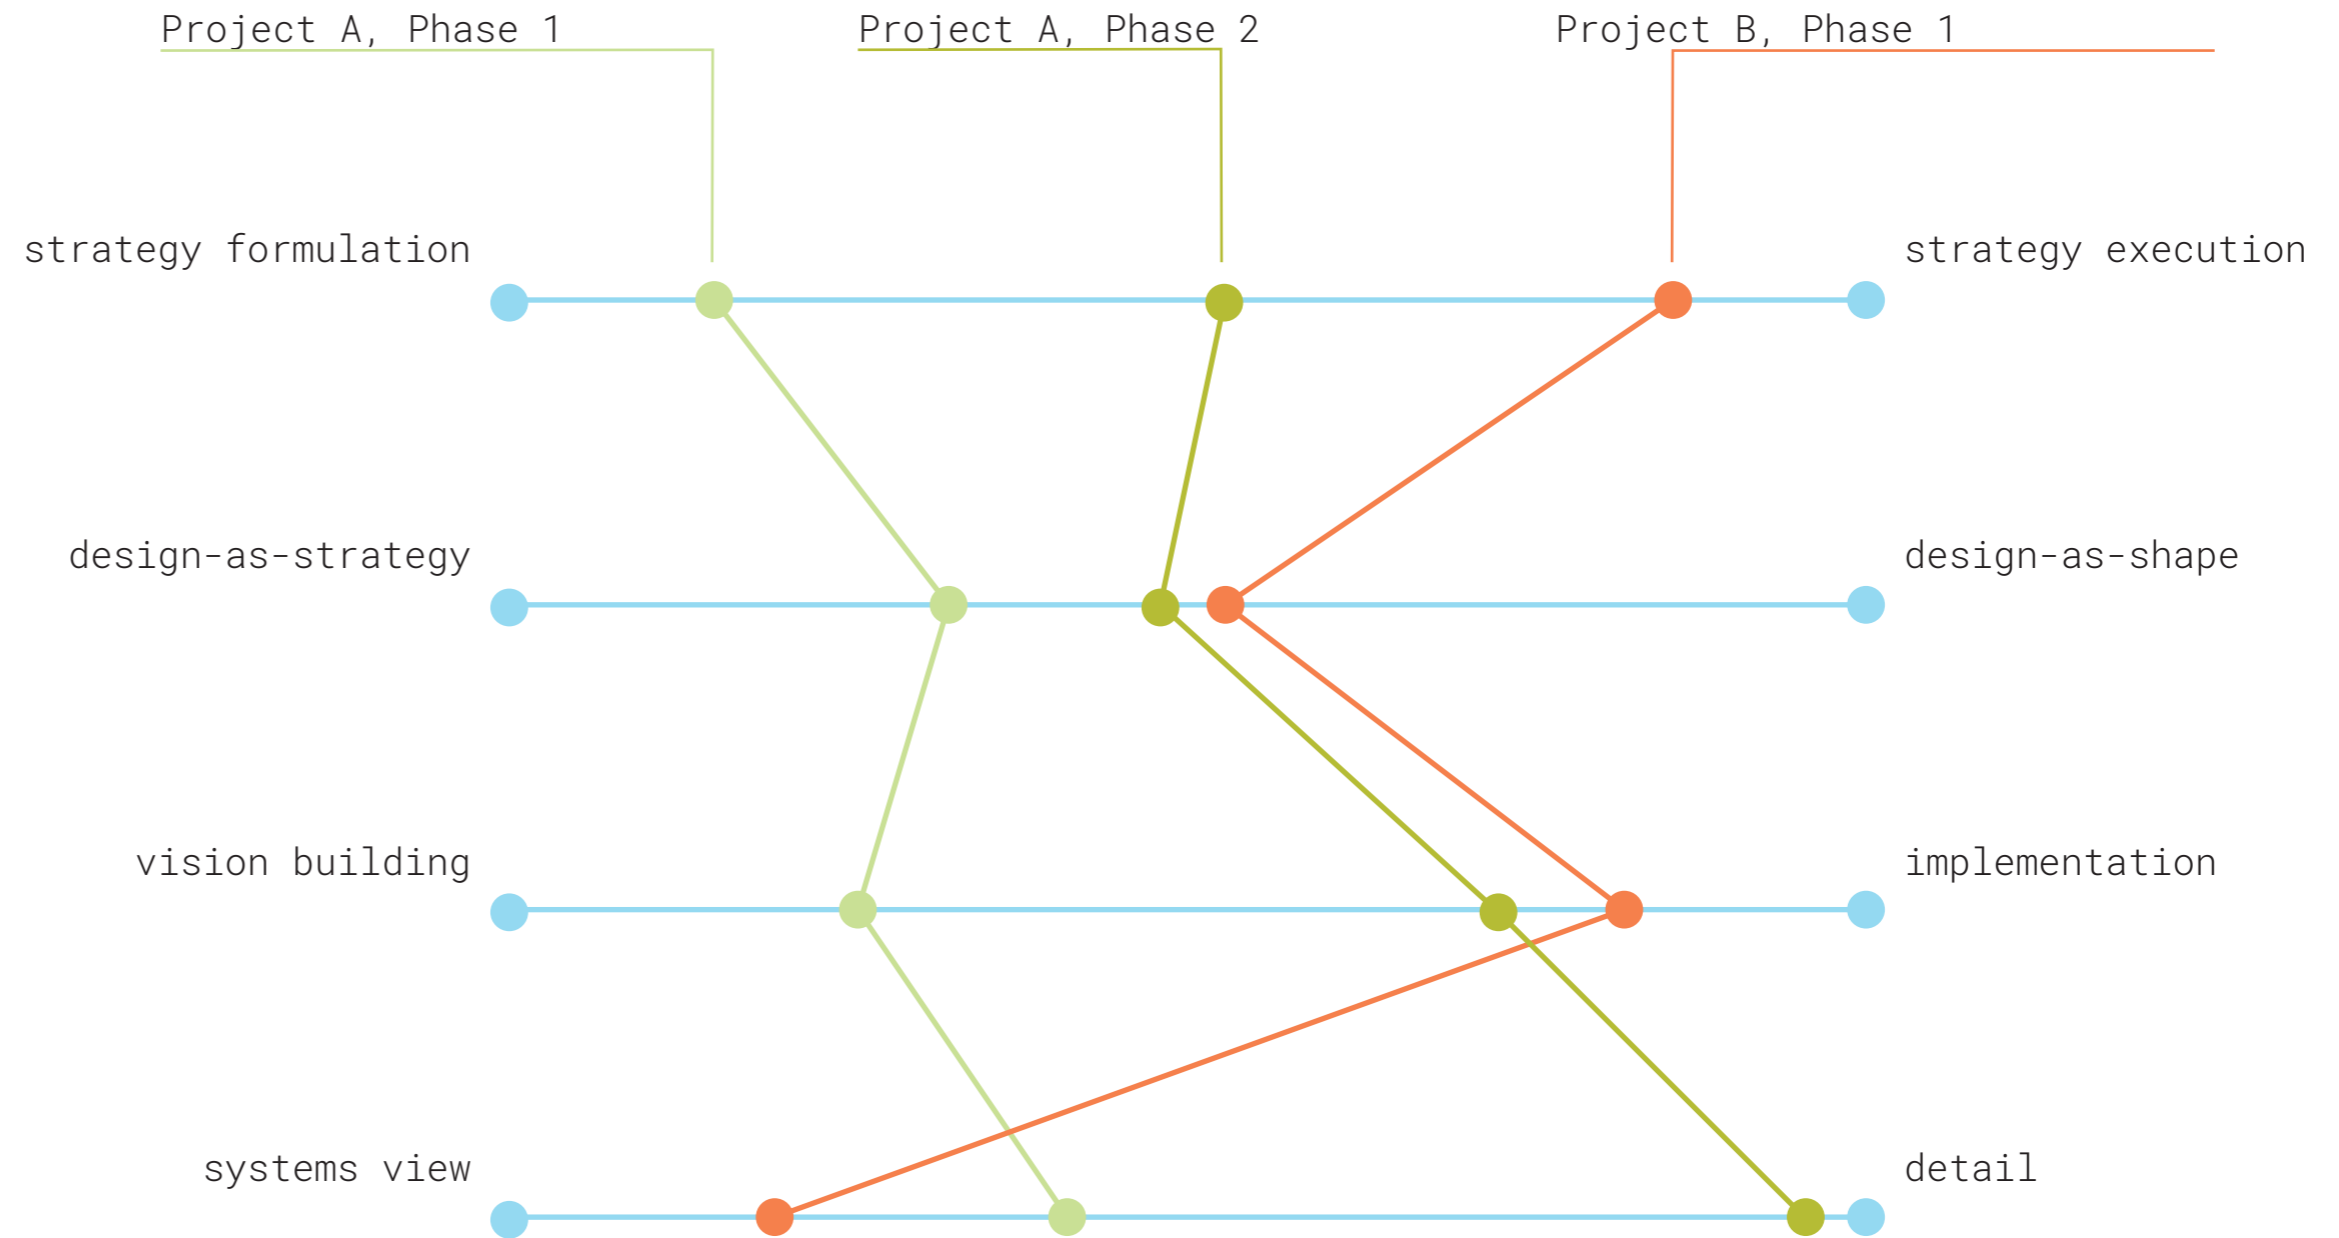 Project A, Phase 1
Project A, Phase 2
Project B, Phase 1
strategy formulation
strategy execution
design-as-strategy
design-as-shape
vision building
implementation
systems view
detail